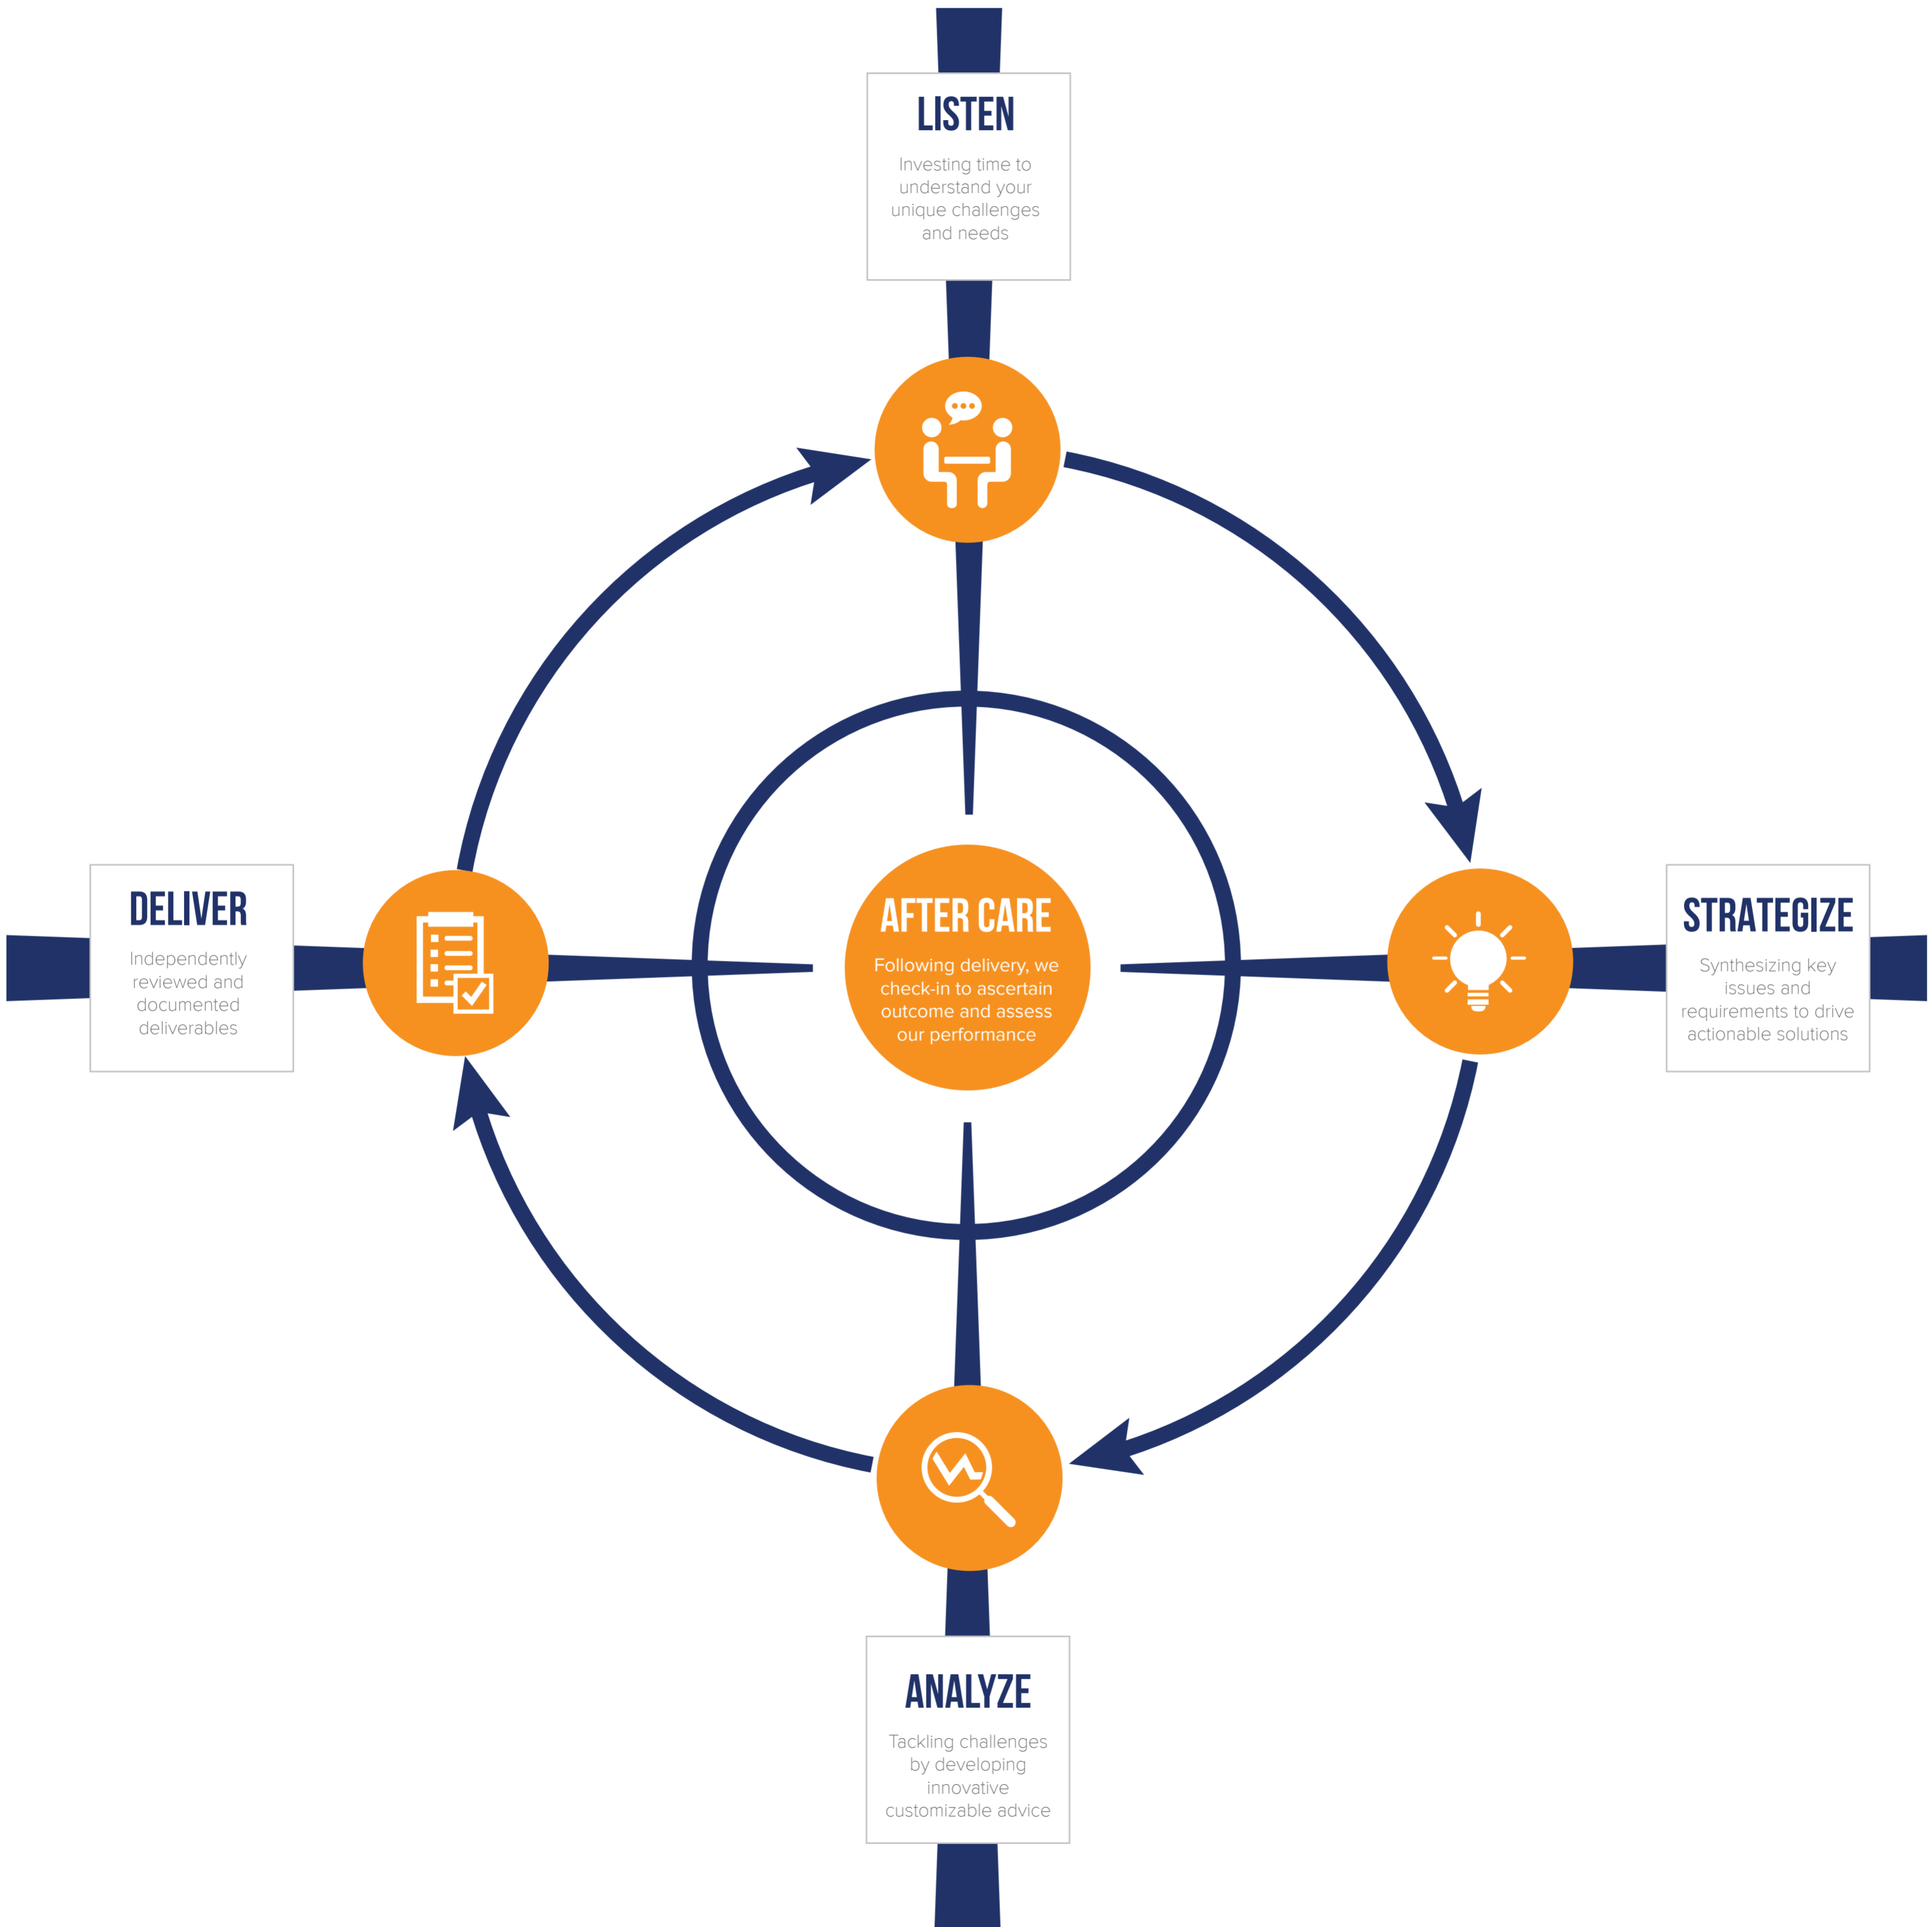 LISTEN
Investing time to
understand your
unique challenges
and needs
DELIVER
Independently
reviewed and
documented
deliverables
AFTER CARE
Following delivery, we
check-in to ascertain
outcome and assess
our performance
STRATEGIZE
Synthesizing key
issues and
requirements to drive
actionable solutions
ANALYZE
Tackling challenges
by developing
innovative
customizable advice